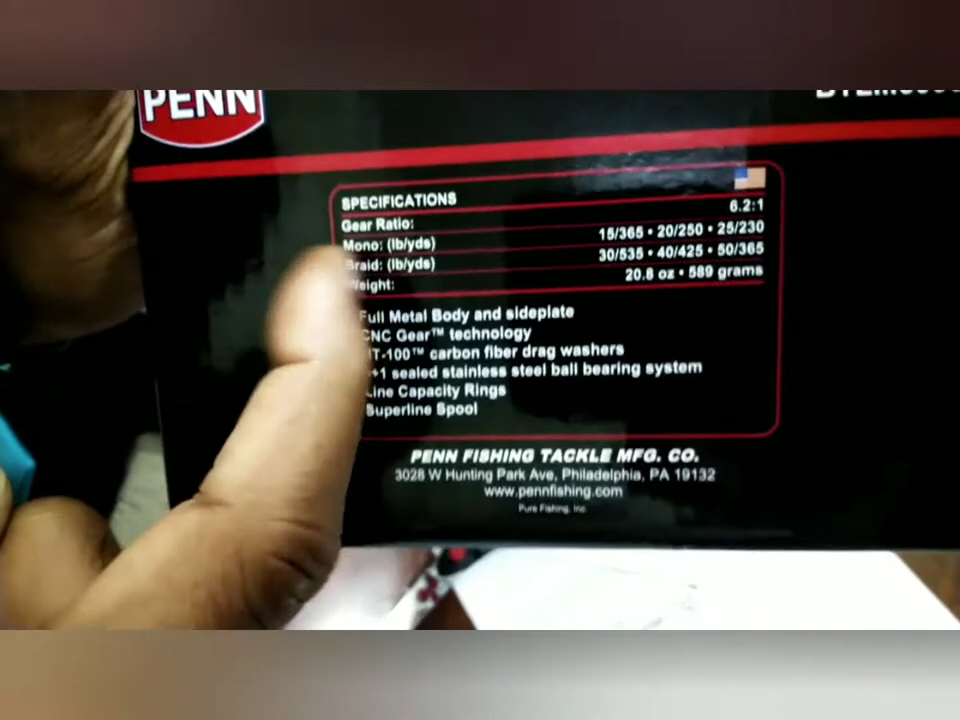 PENN
SPECIFICATIONS
Gear Ratio: 6.2:1
Mono: (lb/yds) 15/365 • 20/250 • 25/230
Braid: (lb/yds) 30/535 • 40/425 • 50/365
Weight: 20.8 oz • 589 grams
Full Metal Body and sideplate
CNC Gear™ technology
HT-100™ carbon fiber drag washers
+1 sealed stainless steel ball bearing system
Line Capacity Rings
Superline Spool
PENN FISHING TACKLE MFG. CO.
3028 W Hunting Park Ave, Philadelphia, PA 19132
www.pennfishing.com
Pure Fishing, Inc.